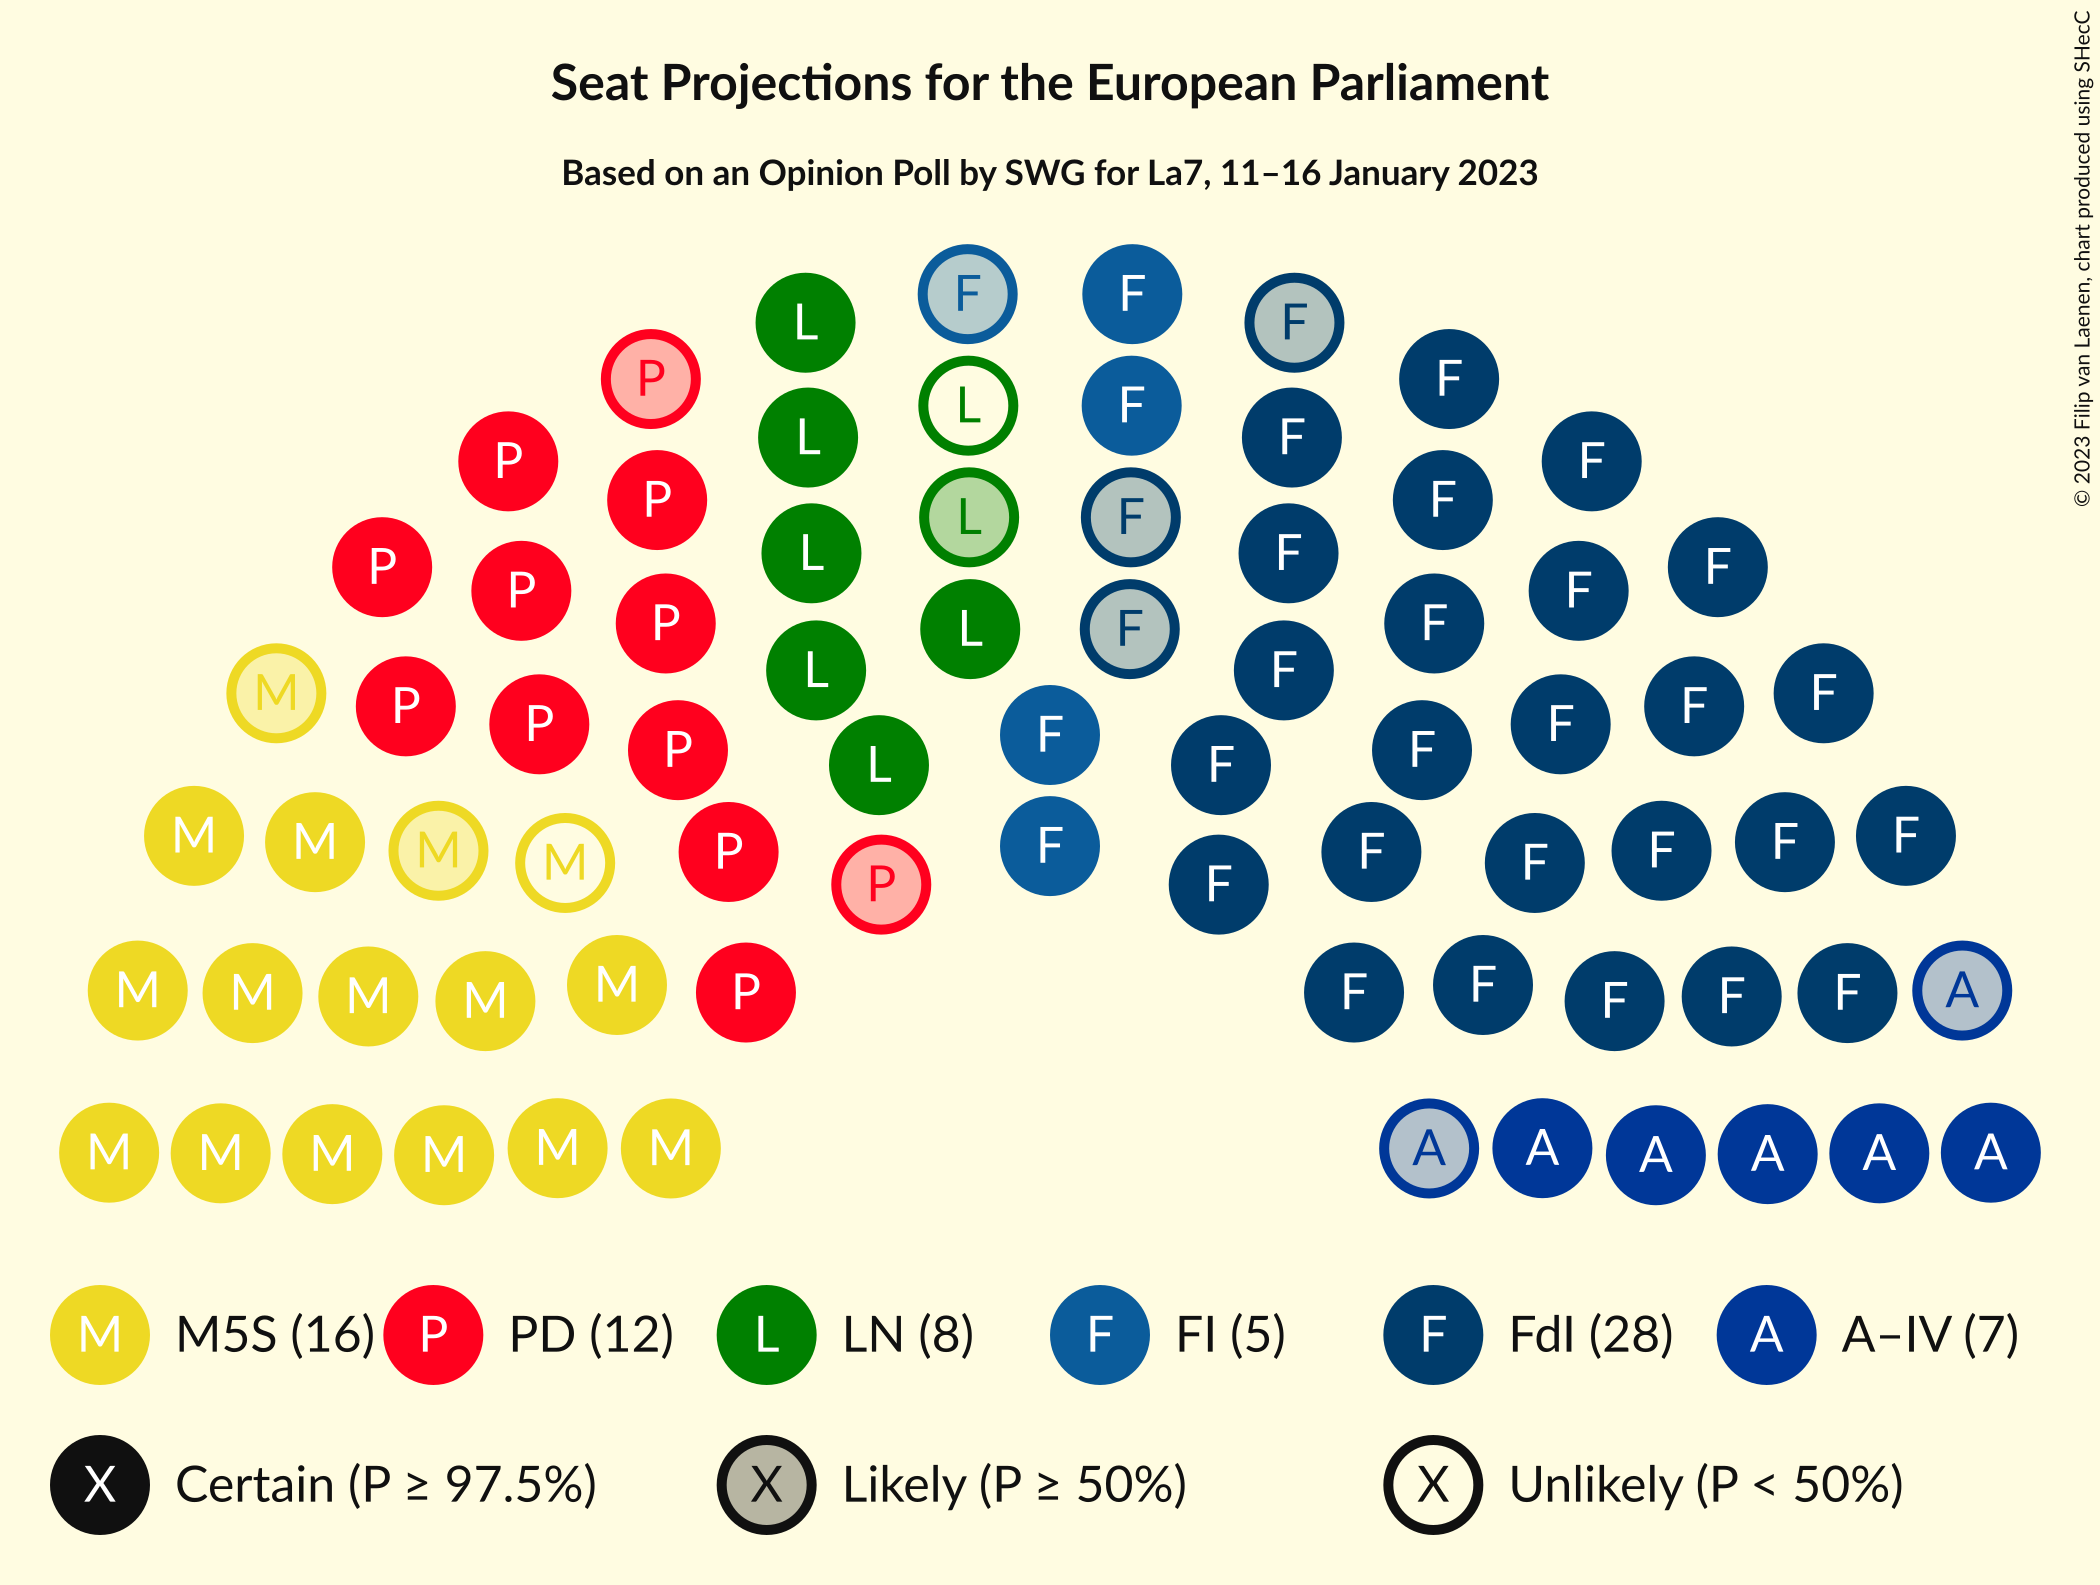 Seat Projections for the European Parliament
Based on an Opinion Poll by SWG for La7, 11–16 January 2023
© 2023 Filip van Laenen, chart produced using SHecC
F F
L F
P F
L F
P F
L F
P P F F
L F
P F
P F
P F
L F
L F
M P F F
P F
P F
F
L F
M M F F
F
M M P F F F
P F
M M M P F F F A
M M M F F F
M M M M M M A A A A A A
M M5S (16) P PD (12) L LN (8) F FI (5) F FdI (28) A A–IV (7)
X Certain (P ≥ 97.5%) X Likely (P ≥ 50%) X Unlikely (P < 50%)